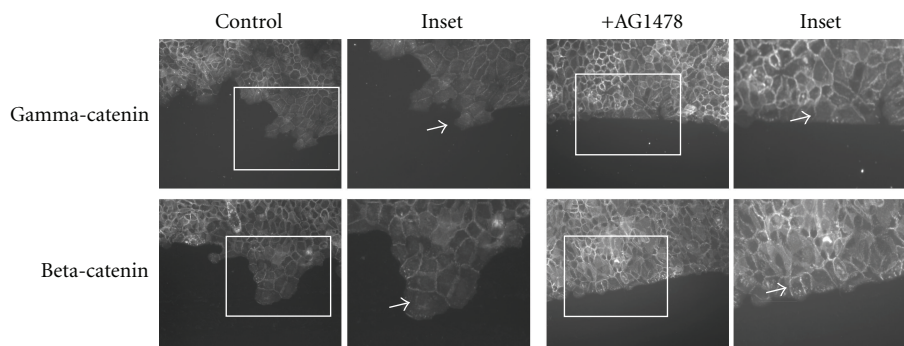 Control Inset +AG1478 Inset
Gamma-catenin
Beta-catenin